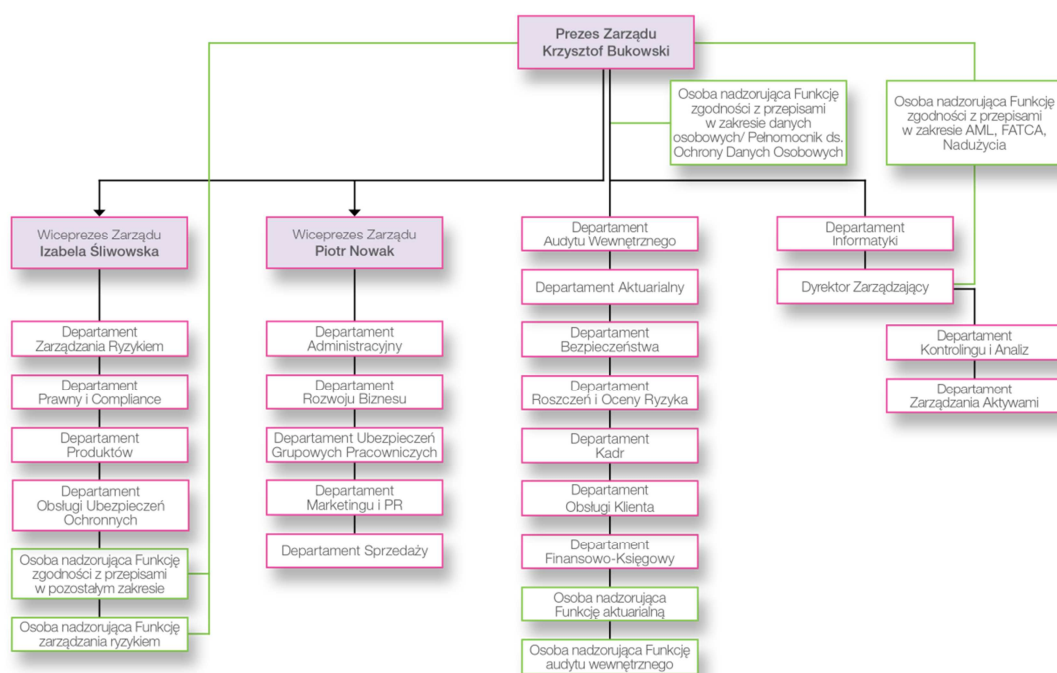 Prezes Zarządu
Krzysztof Bukowski
Osoba nadzorująca Funkcję
zgodności z przepisami
w zakresie danych
osobowych/ Pełnomocnik ds.
Ochrony Danych Osobowych
Osoba nadzorująca Funkcję
zgodności z przepisami
w zakresie AML, FATCA,
Nadużycia
Wiceprezes Zarządu
Izabela Śliwowska
Departament
Zarządzania Ryzykiem
Departament
Prawny i Compliance
Departament
Produktów
Departament
Obsługi Ubezpieczeń
Ochronnych
Osoba nadzorująca Funkcję
zgodności z przepisami
w pozostałym zakresie
Osoba nadzorująca Funkcję
zarządzania ryzykiem
Wiceprezes Zarządu
Piotr Nowak
Departament
Administracyjny
Departament
Rozwoju Biznesu
Departament Ubezpieczeń
Grupowych Pracowniczych
Departament
Marketingu i PR
Departament Sprzedaży
Departament
Audytu Wewnętrznego
Departament Aktuarialny
Departament
Bezpieczeństwa
Departament
Roszczeń i Oceny Ryzyka
Departament
Kadr
Departament
Obsługi Klienta
Departament
Finansowo-Księgowy
Osoba nadzorująca
Funkcję aktuarialną
Osoba nadzorująca Funkcję
audytu wewnętrznego
Departament
Informatyki
Dyrektor Zarządzający
Departament
Kontrolingu i Analiz
Departament
Zarządzania Aktywami